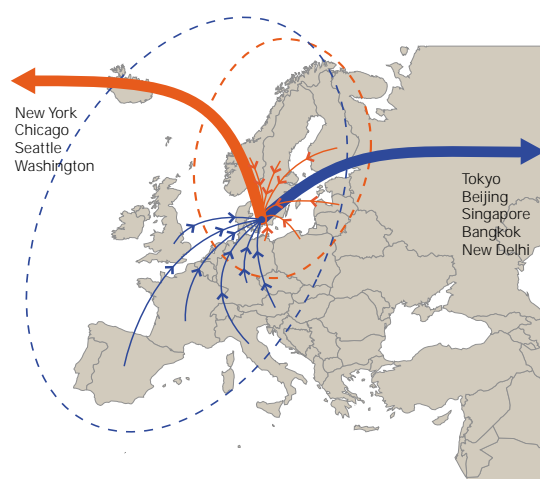 New York
Chicago
Seattle
Washington
Tokyo
Beijing
Singapore
Bangkok
New Delhi